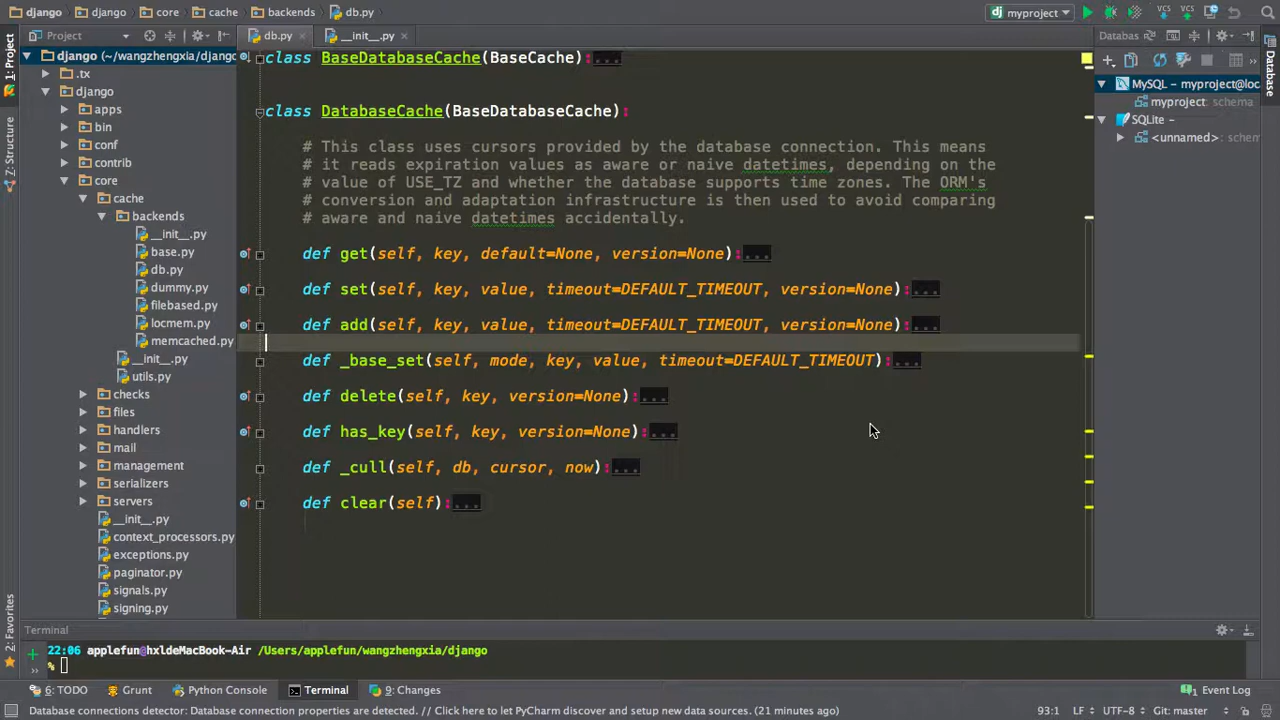 django
django
core
cache
backends
db.py
myproject
Project
db.py
__init__.py
Databas
1: Project
7: Structure
2: Favorites
Database
django (~/wangzhengxia/django
.tx
django
apps
bin
conf
contrib
core
cache
backends
__init__.py
base.py
db.py
dummy.py
filebased.py
locmem.py
memcached.py
__init__.py
utils.py
checks
files
handlers
mail
management
serializers
servers
__init__.py
context_processors.py
exceptions.py
paginator.py
signals.py
signing.py
class BaseDatabaseCache(BaseCache):...
class DatabaseCache(BaseDatabaseCache):
# This class uses cursors provided by the database connection. This means
# it reads expiration values as aware or naive datetimes, depending on the
# value of USE_TZ and whether the database supports time zones. The ORM's
# conversion and adaptation infrastructure is then used to avoid comparing
# aware and naive datetimes accidentally.
def get(self, key, default=None, version=None):...
def set(self, key, value, timeout=DEFAULT_TIMEOUT, version=None):...
def add(self, key, value, timeout=DEFAULT_TIMEOUT, version=None):...
def _base_set(self, mode, key, value, timeout=DEFAULT_TIMEOUT):...
def delete(self, key, version=None):...
def has_key(self, key, version=None):...
def _cull(self, db, cursor, now):...
def clear(self):...
MySQL - myproject@loc
myproject: schema
SQLite -
<unnamed>: schem
Terminal
22:06 applefun@hxldeMacBook-Air /Users/applefun/wangzhengxia/django
%
6: TODO
Grunt
Python Console
Terminal
9: Changes
1 Event Log
Database connections detector: Database connection properties are detected. // Click here to let PyCharm discover and setup new data sources. (21 minutes ago)
93:1
LF
UTF-8
Git: master